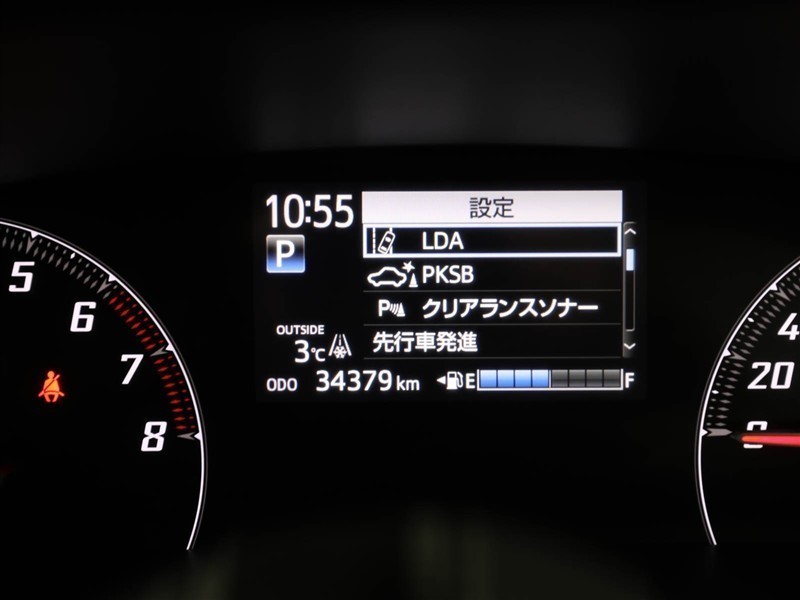 10:55
設定
P
LDA
PKSB
P クリアランスソナー
先行車発進
OUTSIDE
3℃
ODO 34379 km
E F
5
6
7
8
4
20
0